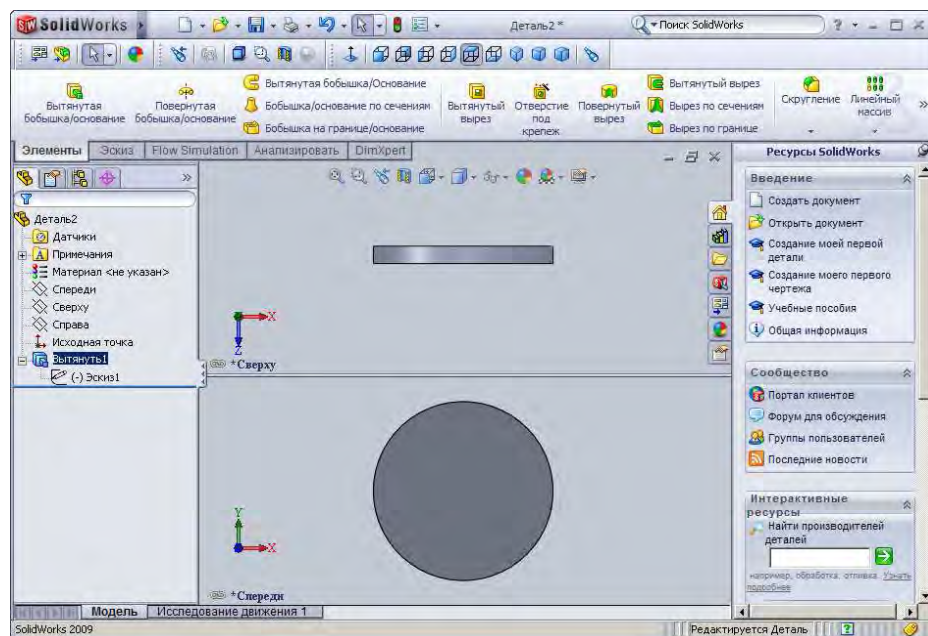 SolidWorks
Деталь2 *
Поиск SolidWorks
Вытянутая бобышка/основание
Повернутая бобышка/основание
Вытянутая Бобышка/Основание
Бобышка/основание по сечениям
Бобышка на границе/основание
Вытянутый вырез
Отверстие под крепеж
Повернутый вырез
Вытянутый вырез
Вырез по сечениям
Вырез по границе
Скругление
Линейный массив
Элементы
Эскиз
Flow Simulation
Анализировать
DimXpert
Деталь2
Датчики
Примечания
Материал <не указан>
Спереди
Сверху
Справа
Исходная точка
Вытянуть1
(-) Эскиз1
X
Z
*Сверху
Y
X
*Спереди
Ресурсы SolidWorks
Введение
Создать документ
Открыть документ
Создание моей первой
детали
Создание моего первого
чертежа
Учебные пособия
Общая информация
Сообщество
Портал клиентов
Форум для обсуждения
Группы пользователей
Последние новости
Интерактивные
ресурсы
Найти производителей
деталей
например, обработка, отливка. Узнать
подробнее
Модель
Исследование движения 1
SolidWorks 2009
Редактируется Деталь